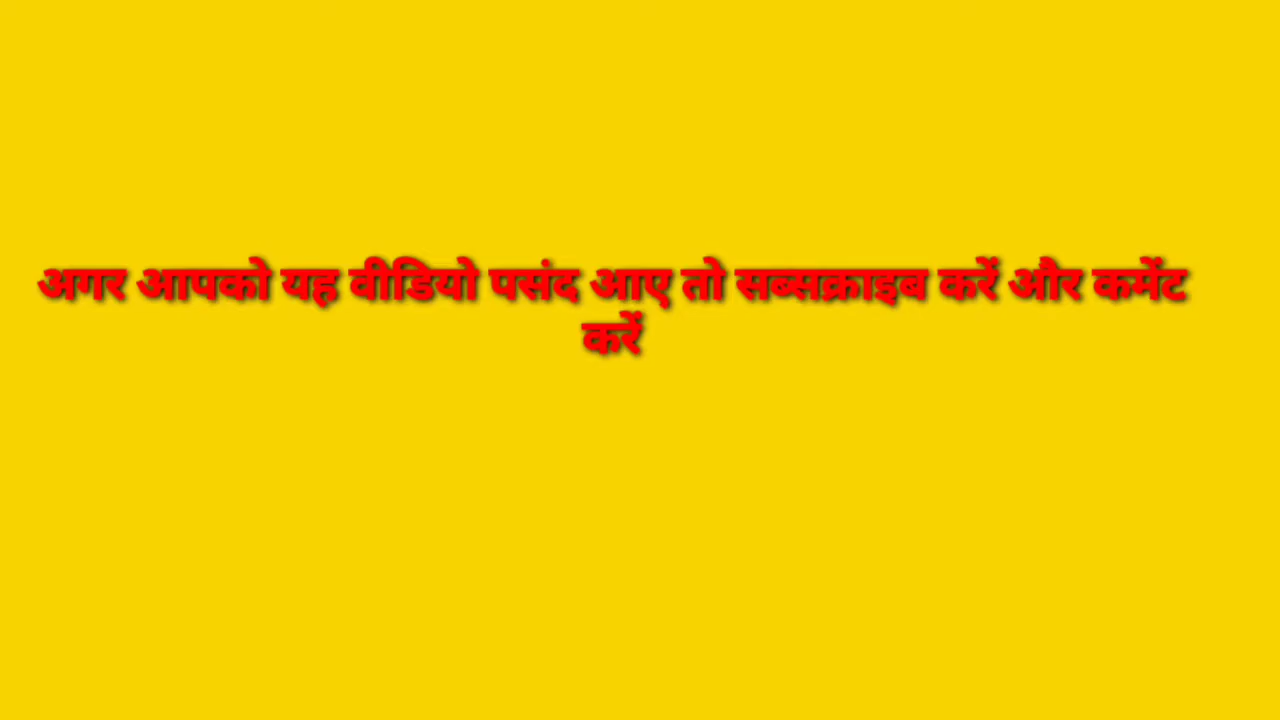 अगर आपको यह वीडियो पसंद आए तो सब्सक्राइब करें और कमेंट
करें